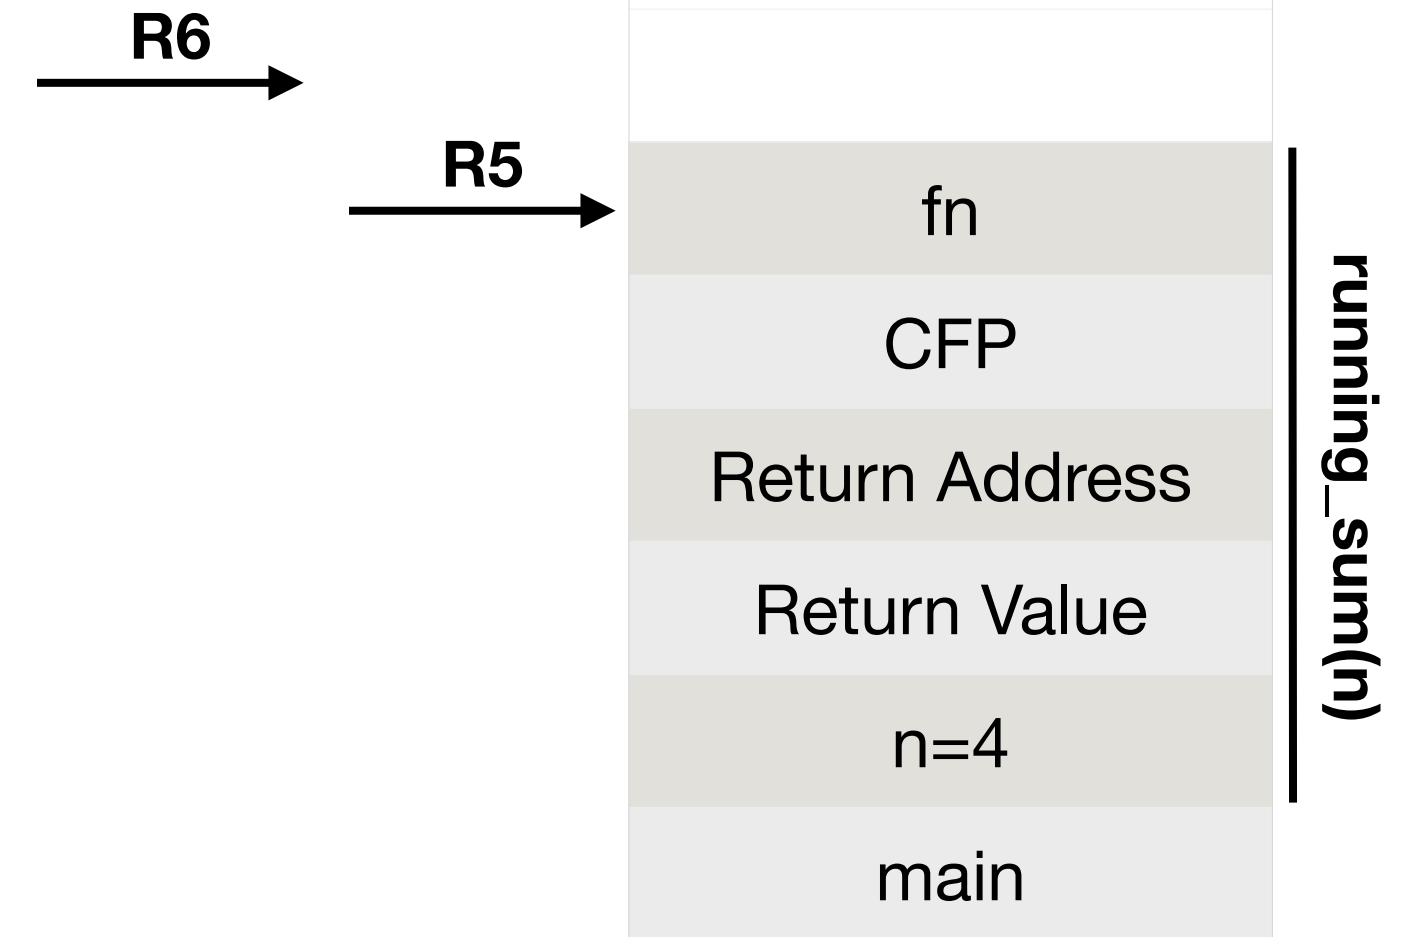 R6
R5
fn
CFP
Return Address
Return Value
n=4
main
running_sum(n)